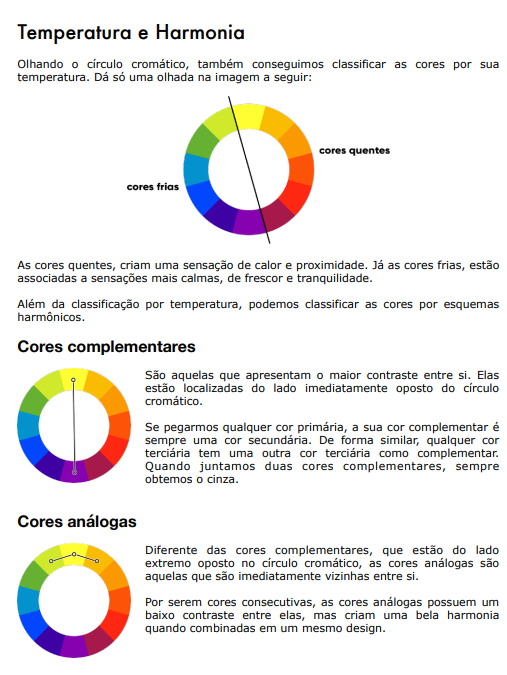 Temperatura e Harmonia
Olhando o círculo cromático, também conseguimos classificar as cores por sua
temperatura. Dá só uma olhada na imagem a seguir:
cores quentes
cores frias
As cores quentes, criam uma sensação de calor e proximidade. Já as cores frias, estão
associadas a sensações mais calmas, de frescor e tranquilidade.
Além da classificação por temperatura, podemos classificar as cores por esquemas
harmônicos.
Cores complementares
São aquelas que apresentam o maior contraste entre si. Elas
estão localizadas do lado imediatamente oposto do círculo
cromático.
Se pegarmos qualquer cor primária, a sua cor complementar é
sempre uma cor secundária. De forma similar, qualquer cor
terciária tem uma outra cor terciária como complementar.
Quando juntamos duas cores complementares, sempre
obtemos o cinza.
Cores análogas
Diferente das cores complementares, que estão do lado
extremo oposto no círculo cromático, as cores análogas são
aquelas que são imediatamente vizinhas entre si.
Por serem cores consecutivas, as cores análogas possuem um
baixo contraste entre elas, mas criam uma bela harmonia
quando combinadas em um mesmo design.